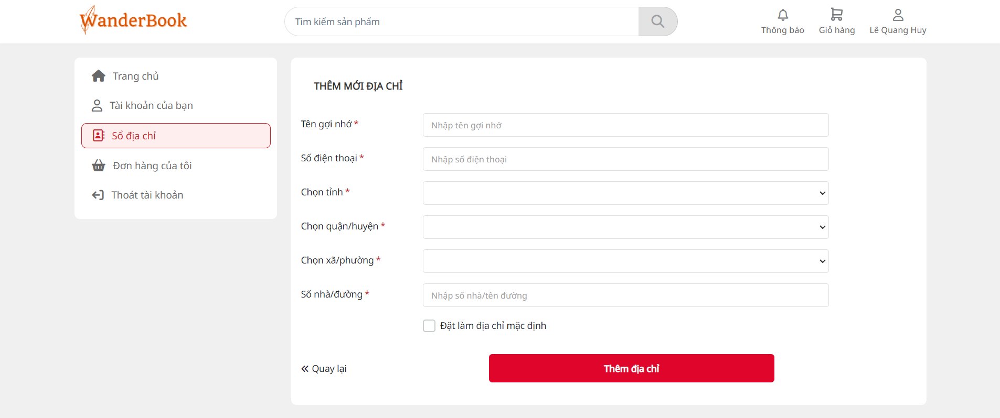 WanderBook
Tìm kiếm sản phẩm
Thông báo
Giỏ hàng
Lê Quang Huy
Trang chủ
Tài khoản của bạn
Sổ địa chỉ
Đơn hàng của tôi
Thoát tài khoản
THÊM MỚI ĐỊA CHỈ
Tên gợi nhớ *
Nhập tên gợi nhớ
Số điện thoại *
Nhập số điện thoại
Chọn tỉnh *
Chọn quận/huyện *
Chọn xã/phường *
Số nhà/đường *
Nhập số nhà/tên đường
Đặt làm địa chỉ mặc định
Quay lại
Thêm địa chỉ